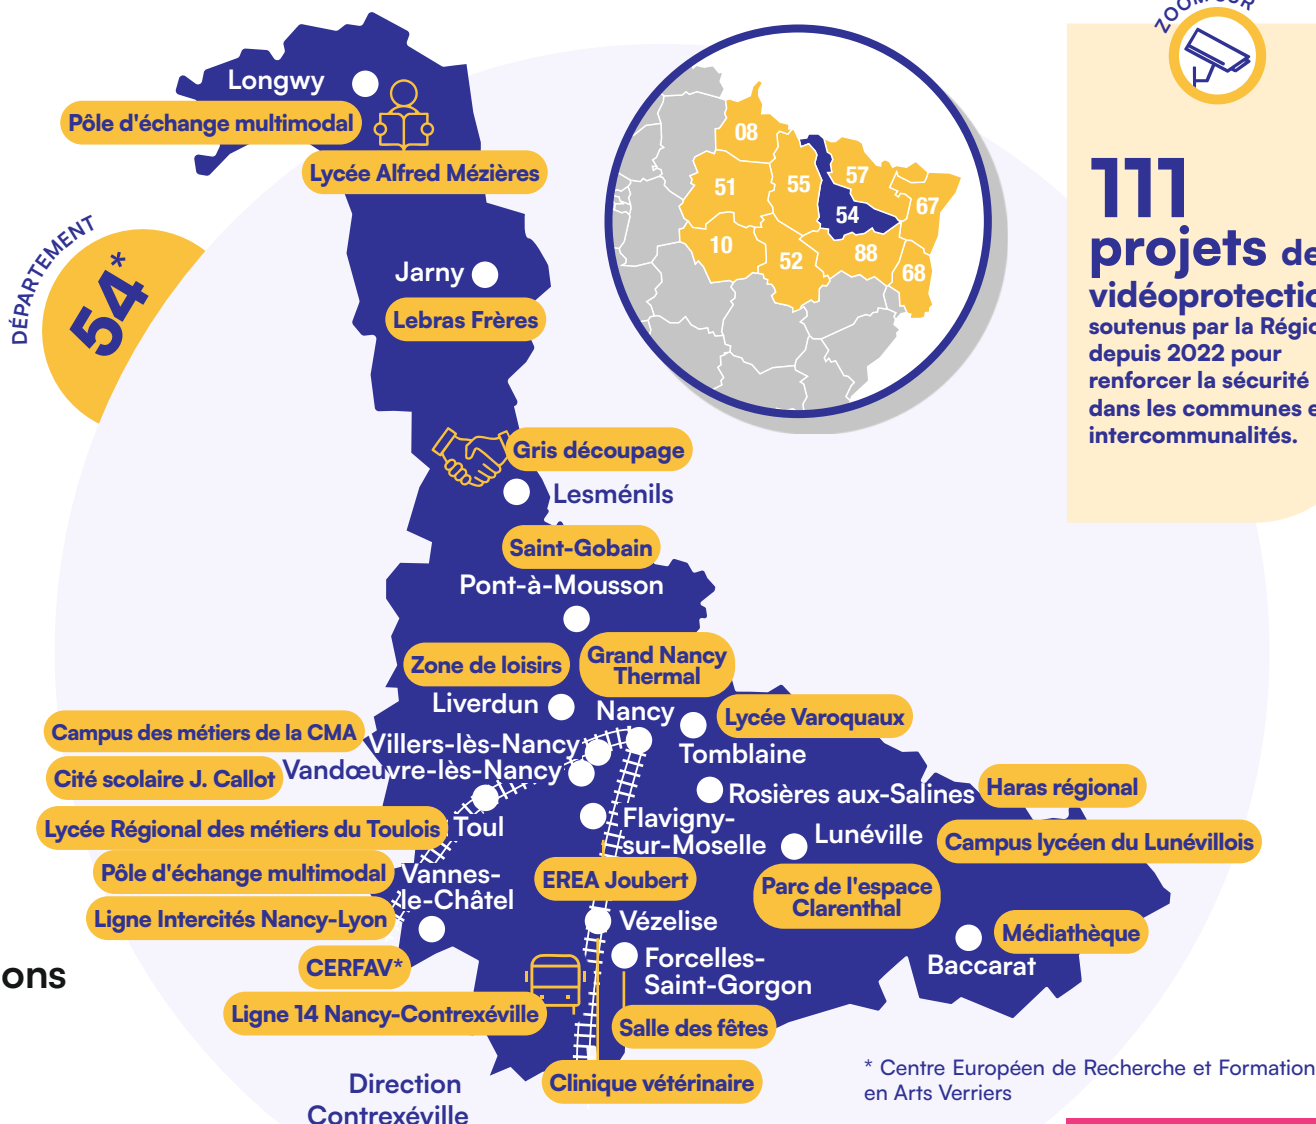 Longwy
Pôle d'échange multimodal
Lycée Alfred Mézières
DÉPARTEMENT
54*
Jarny
Lebras Frères
Gris découpage
Lesménils
Saint-Gobain
Pont-à-Mousson
Zone de loisirs
Grand Nancy
Thermal
Liverdun
Nancy
Lycée Varoquaux
Campus des métiers de la CMA
Villers-lès-Nancy
Tomblaine
Cité scolaire J. Callot
Vandœuvre-lès-Nancy
Rosières aux-Salines
Haras régional
Lycée Régional des métiers du Toulois
Toul
Flavigny-
sur-Moselle
Lunéville
Campus lycéen du Lunévillois
Pôle d'échange multimodal
Vannes-
le-Châtel
EREA Joubert
Parc de l'espace
Clarenthal
Ligne Intercités Nancy-Lyon
Vézelise
Médiathèque
Baccarat
CERFAV*
Forcelles-
Saint-Gorgon
ons
Ligne 14 Nancy-Contrexéville
Salle des fêtes
Clinique vétérinaire
Direction
Contrexéville
* Centre Européen de Recherche et Formation
en Arts Verriers
08
51
55
57
54
67
10
52
88
68
ZOOM SUR
111
projets de
vidéoprotectio
soutenus par la Régio
depuis 2022 pour
renforcer la sécurité
dans les communes e
intercommunalités.